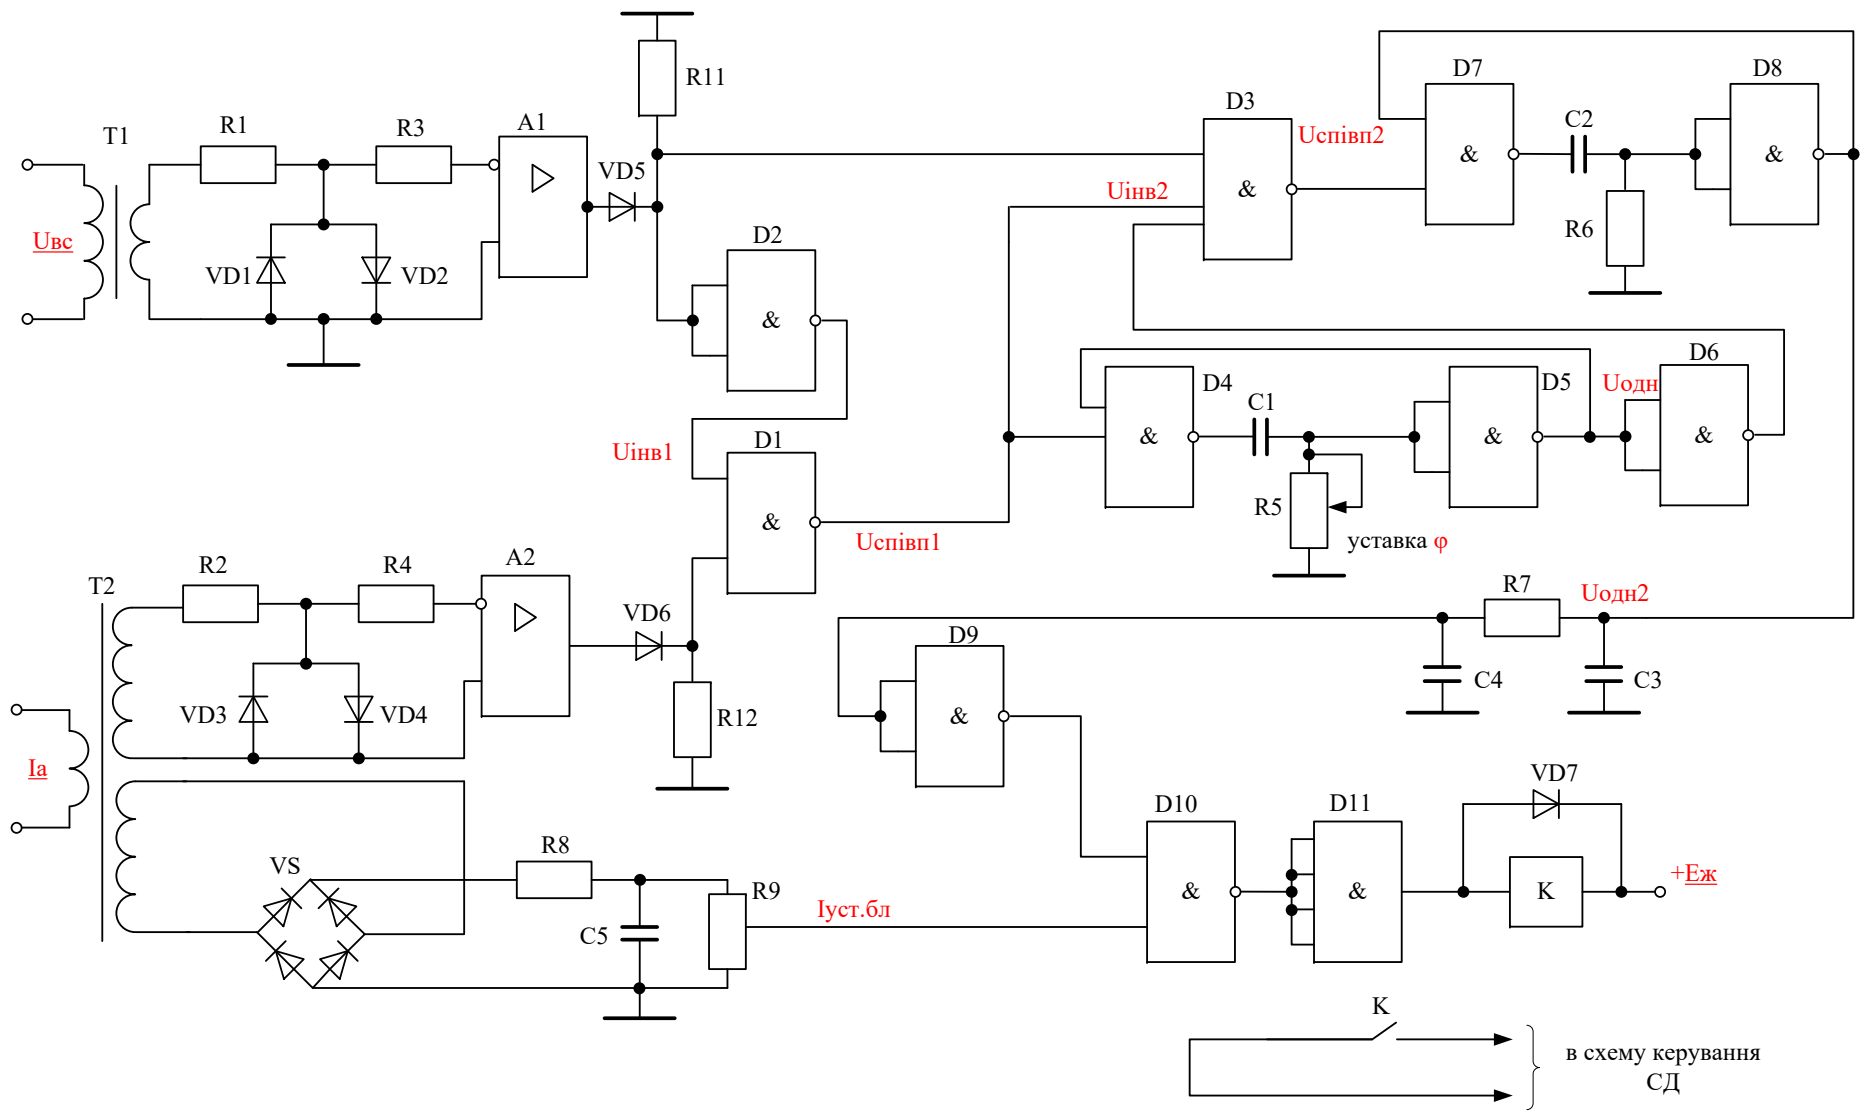 T1
R1
R3
A1
VD5
R11
Uвс
VD1
VD2
D2
&
D3
&
Uінв2
Uспівп2
D7
&
C2
R6
D8
&
Uінв1
D1
&
Uспівп1
D4
&
C1
R5
уставка φ
D5
&
Uодн
D6
&
T2
R2
R4
A2
VD6
VD3
VD4
R12
Iа
D9
&
R7
Uодн2
C4
C3
VS
R8
C5
R9
Iуст.бл
D10
&
D11
&
VD7
K
+Еж
K
в схему керування
СД